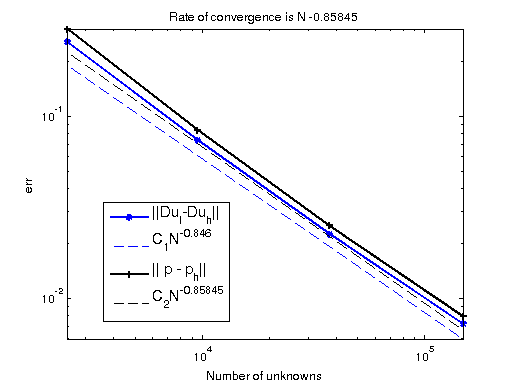 Rate of convergence is N -0.85845
err
10^-1
10^-2
||Du_I-Du_h||
C_1N^-0.846
|| p - p_h||
C_2N^-0.85845
10^4
10^5
Number of unknowns